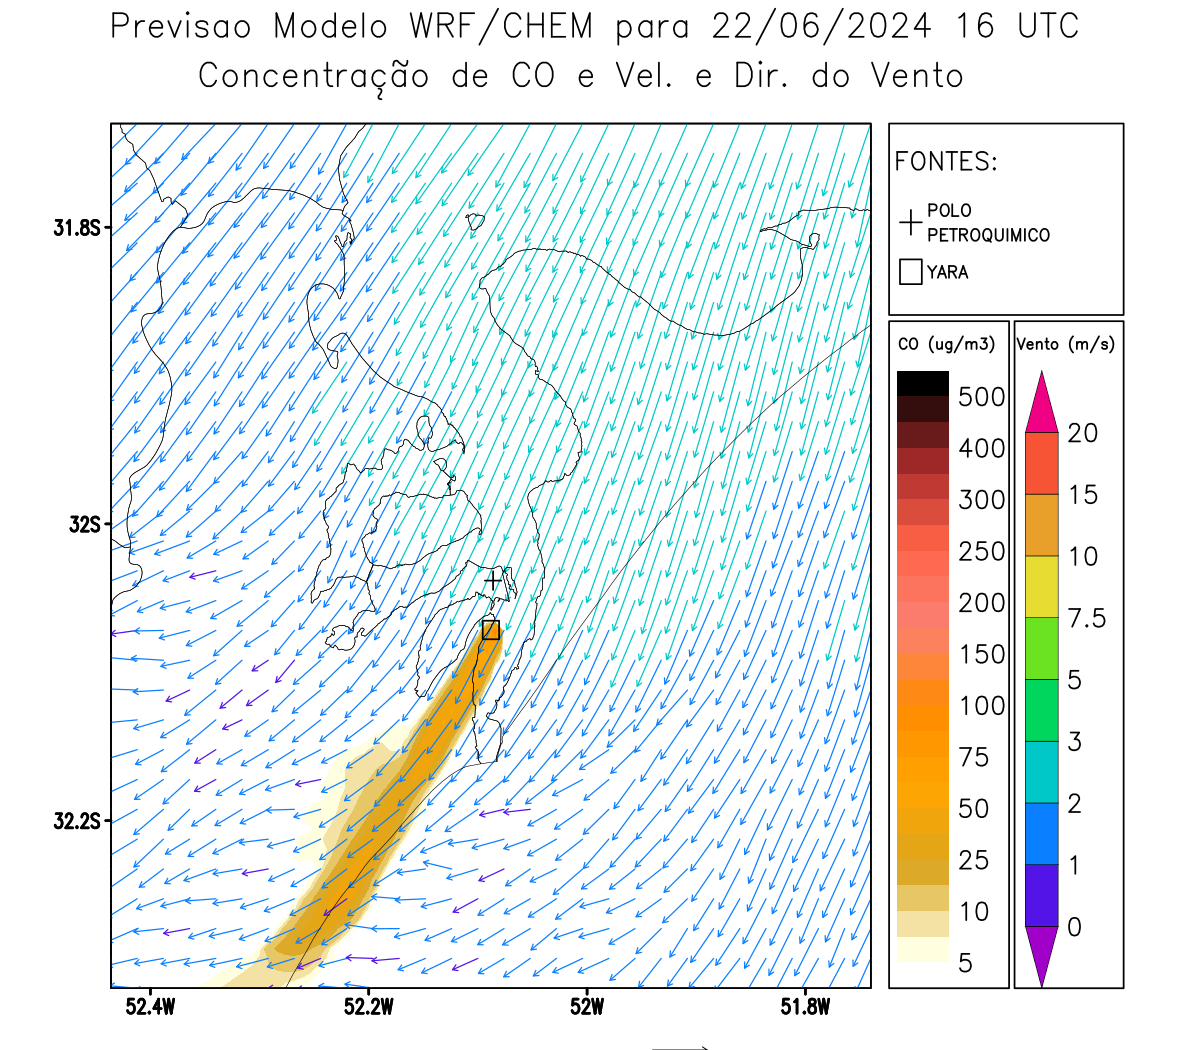 Previsao Modelo WRF/CHEM para 22/06/2024 16 UTC
Concentração de CO e Vel. e Dir. do Vento
FONTES:
POLO
PETROQUIMICO
YARA
31.8S
32S
32.2S
52.4W
52.2W
52W
51.8W
CO (ug/m3)
500
400
300
250
200
150
100
75
50
25
10
5
Vento (m/s)
20
15
10
7.5
5
3
2
1
0